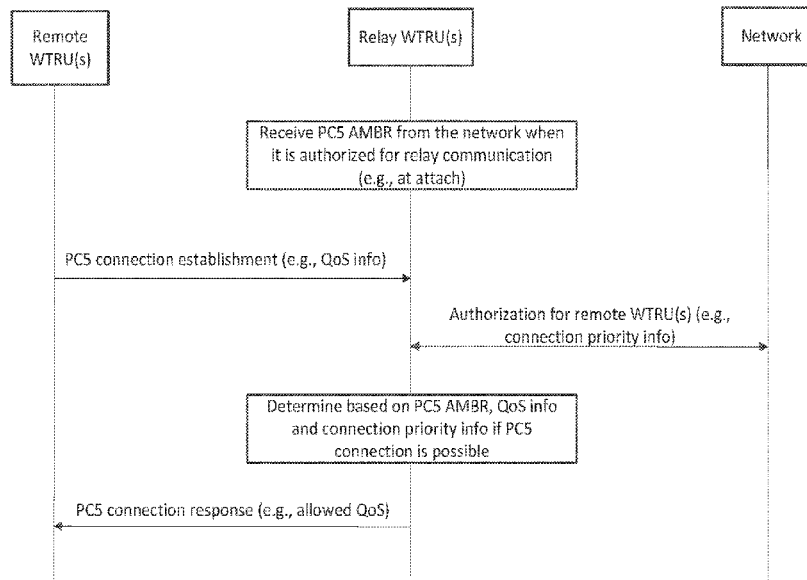 Remote
WTRU(s)
Relay WTRU(s)
Network
Receive PC5 AMBR from the network when
it is authorized for relay communication
(e.g., at attach)
PC5 connection establishment (e.g., QoS info)
Authorization for remote WTRU(s) (e.g.,
connection priority info)
Determine based on PC5 AMBR, QoS info
and connection priority info if PC5
connection is possible
PC5 connection response (e.g., allowed QoS)